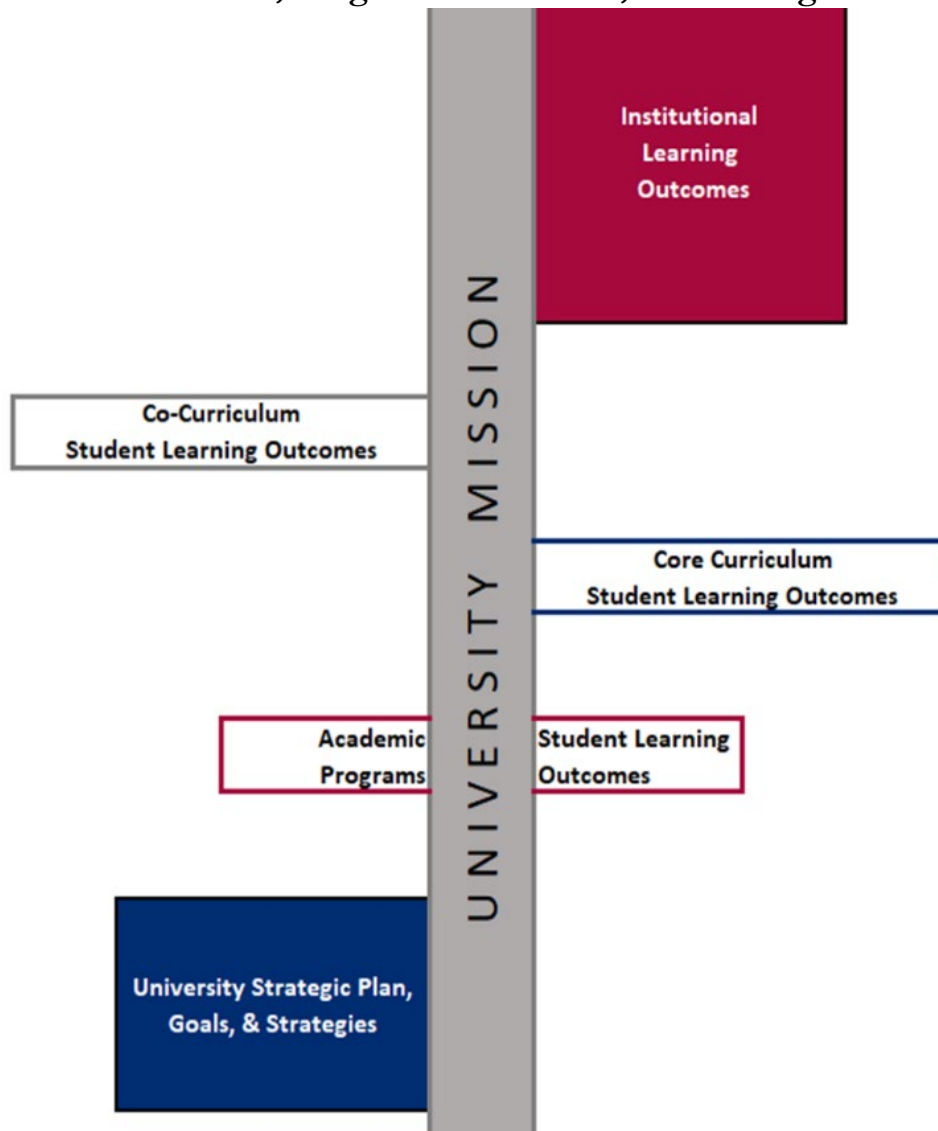 Institutional
Learning
Outcomes
UNIVERSITY MISSION
Co-Curriculum
Student Learning Outcomes
Core Curriculum
Student Learning Outcomes
Academic
Programs
Student Learning
Outcomes
University Strategic Plan,
Goals, & Strategies